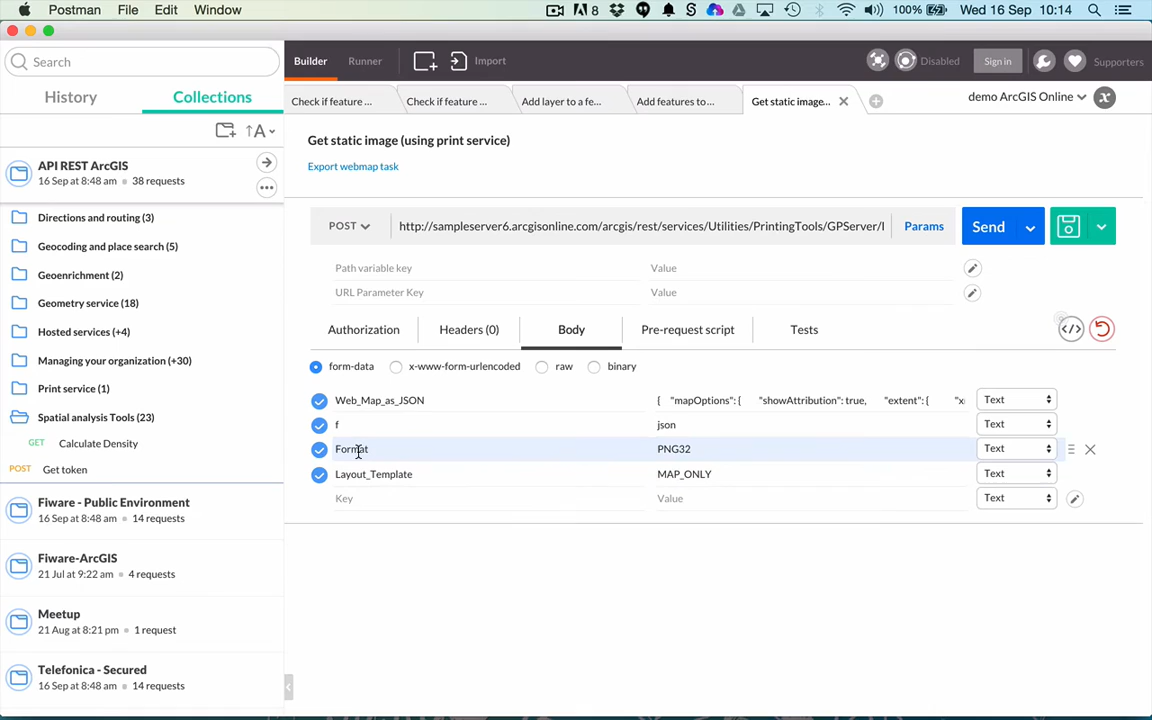 Postman File Edit Window 8 100% Wed 16 Sep 10:14
Search
Builder Runner Import Disabled Sign in Supporters
History Collections
Check if feature ... Check if feature ... Add layer to a fe... Add features to... Get static image... demo ArcGIS Online
A
Get static image (using print service)
Export webmap task
API REST ArcGIS
16 Sep at 8:48 am 38 requests
POST http://sampleserver6.arcgisonline.com/arcgis/rest/services/Utilities/PrintingTools/GPServer/ Params Send
Path variable key Value
URL Parameter Key Value
Authorization Headers (0) Body Pre-request script Tests
form-data x-www-form-urlencoded raw binary
Web_Map_as_JSON { "mapOptions": { "showAttribution": true, "extent": { "x Text
f json Text
Format PNG32 Text
Layout_Template MAP_ONLY Text
Key Value Text
Directions and routing (3)
Geocoding and place search (5)
Geoenrichment (2)
Geometry service (18)
Hosted services (+4)
Managing your organization (+30)
Print service (1)
Spatial analysis Tools (23)
GET Calculate Density
POST Get token
Fiware - Public Environment
16 Sep at 8:48 am 14 requests
Fiware-ArcGIS
21 Jul at 9:22 am 4 requests
Meetup
21 Aug at 8:21 pm 1 request
Telefonica - Secured
16 Sep at 8:48 am 14 requests